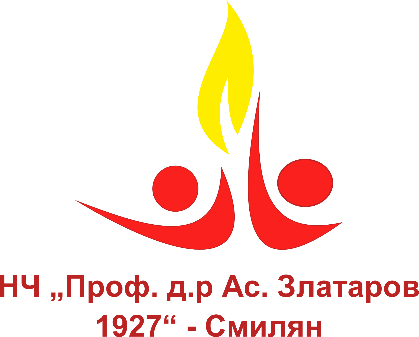 НЧ „Проф. д.р Ас. Златаров
1927“ - Смилян